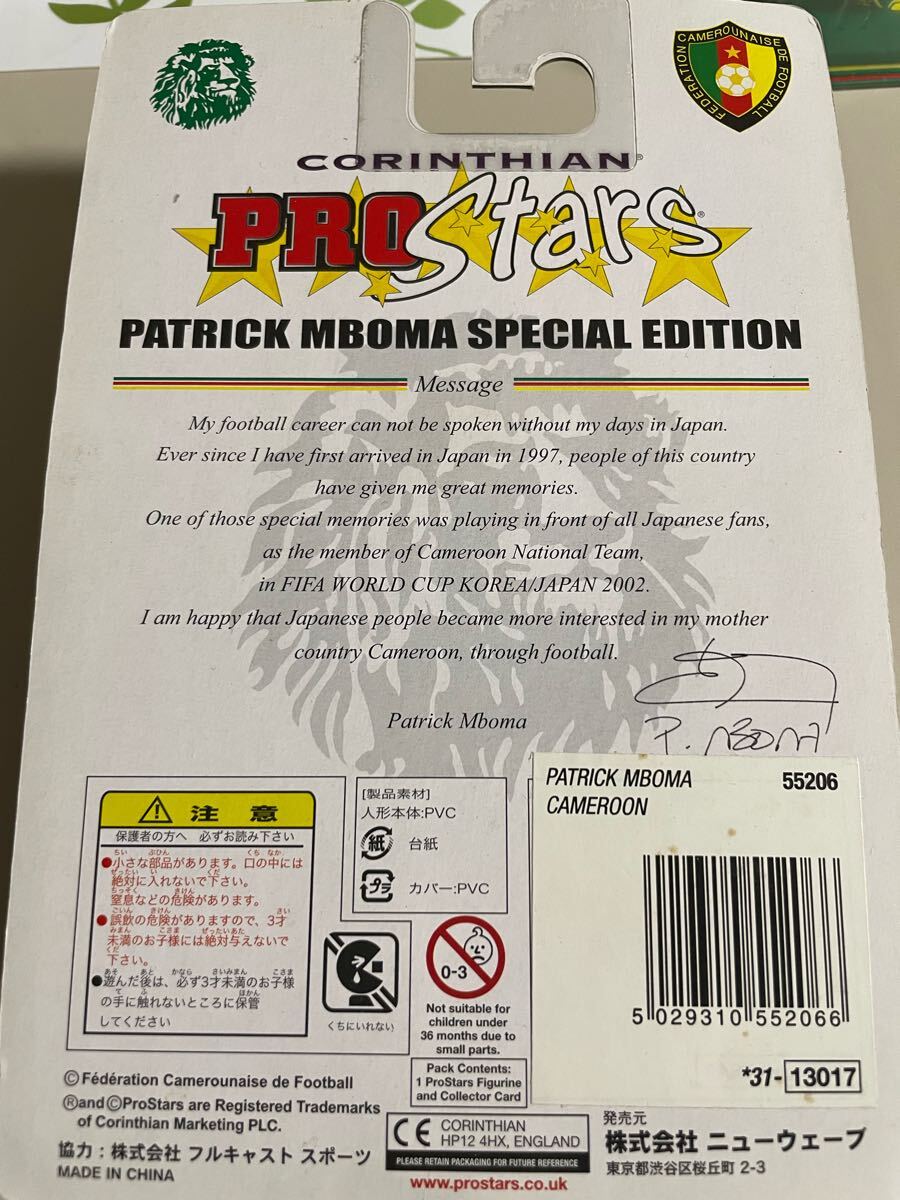 FEDERATION CAMEROUNAISE DE FOOTBALL
CORINTHIAN®
PRO Stars®
PATRICK MBOMA SPECIAL EDITION
Message
My football career can not be spoken without my days in Japan.
Ever since I have first arrived in Japan in 1997, people of this country
have given me great memories.
One of those special memories was playing in front of all Japanese fans,
as the member of Cameroon National Team,
in FIFA WORLD CUP KOREA/JAPAN 2002.
I am happy that Japanese people became more interested in my mother
country Cameroon, through football.
Patrick Mboma
P. MBOMA
注意
保護者の方へ 必ずお読み下さい
●小さな部品があります。口の中には
絶対に入れないで下さい。
窒息などの危険があります。
●誤飲の危険がありますので、3才
未満のお子様には絶対与えないで
下さい。
●遊んだ後は、必ず3才未満のお子様
の手に触れないところに保管
してください
[製品素材]
人形本体:PVC
紙 台紙
プラ カバー:PVC
くちにいれない
0-3
Not suitable for
children under
36 months due to
small parts.
Pack Contents:
1 ProStars Figurine
and Collector Card
PATRICK MBOMA 55206
CAMEROON
5 029310 552066
*31-13017
©Fédération Camerounaise de Football
®and©ProStars are Registered Trademarks
of Corinthian Marketing PLC.
協力：株式会社 フルキャスト スポーツ
MADE IN CHINA
CE CORINTHIAN
HP12 4HX, ENGLAND
PLEASE RETAIN PACKAGING FOR FUTURE REFERENCE
www.prostars.co.uk
発売元
株式会社 ニューウェーブ
東京都渋谷区桜丘町 2-3